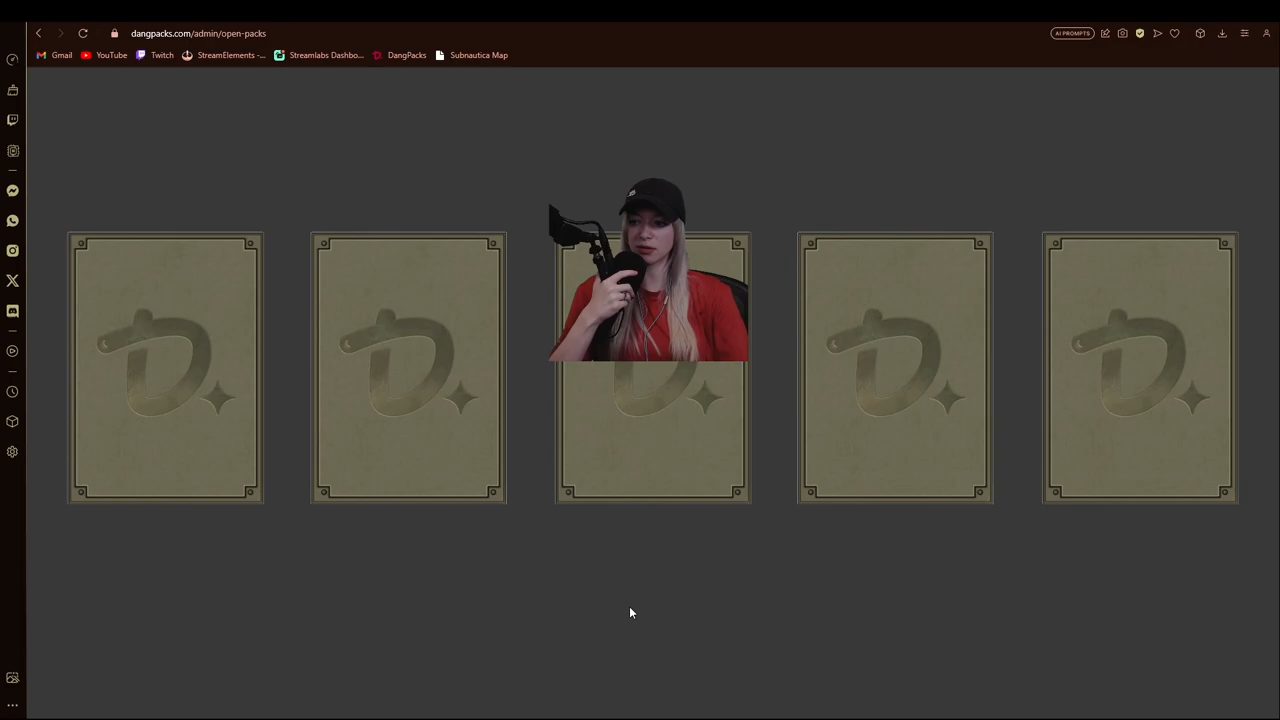 dangpacks.com/admin/open-packs
AI PROMPTS
Gmail YouTube Twitch StreamElements -... Streamlabs Dashbo... DangPacks Subnautica Map